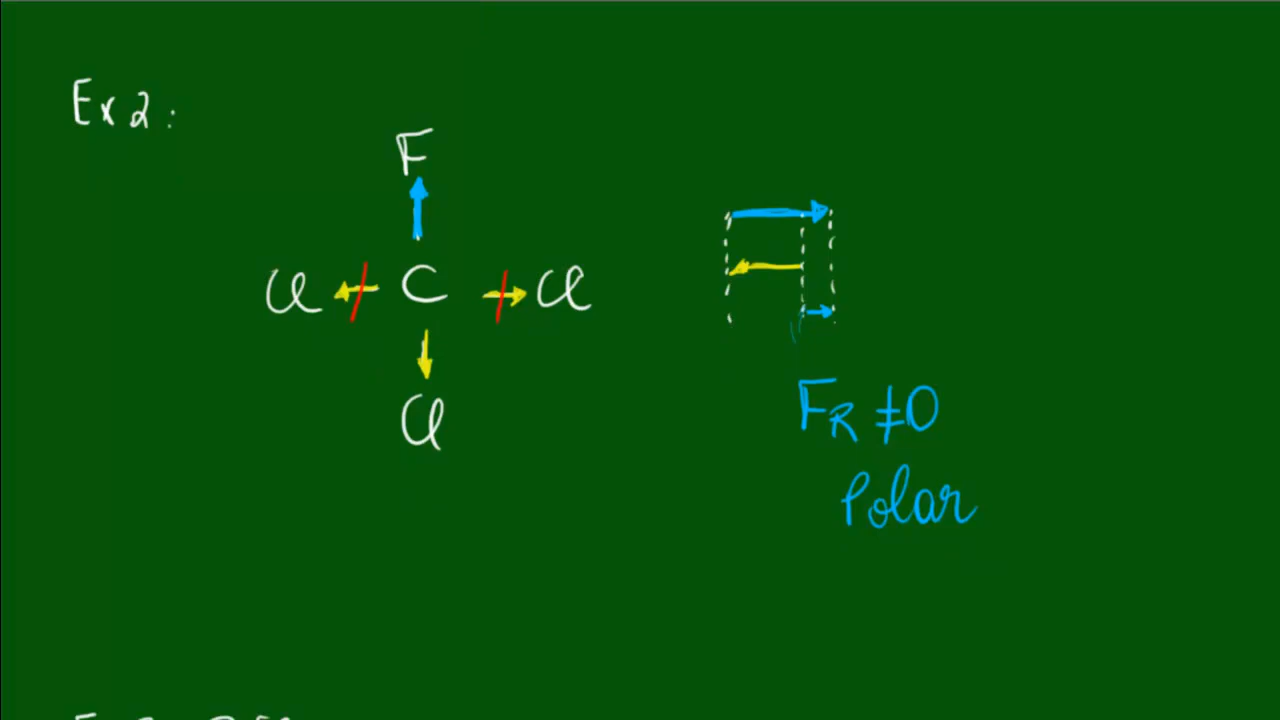 Ex 2:
F
Cl C Cl
Cl
FR ≠ 0
Polar